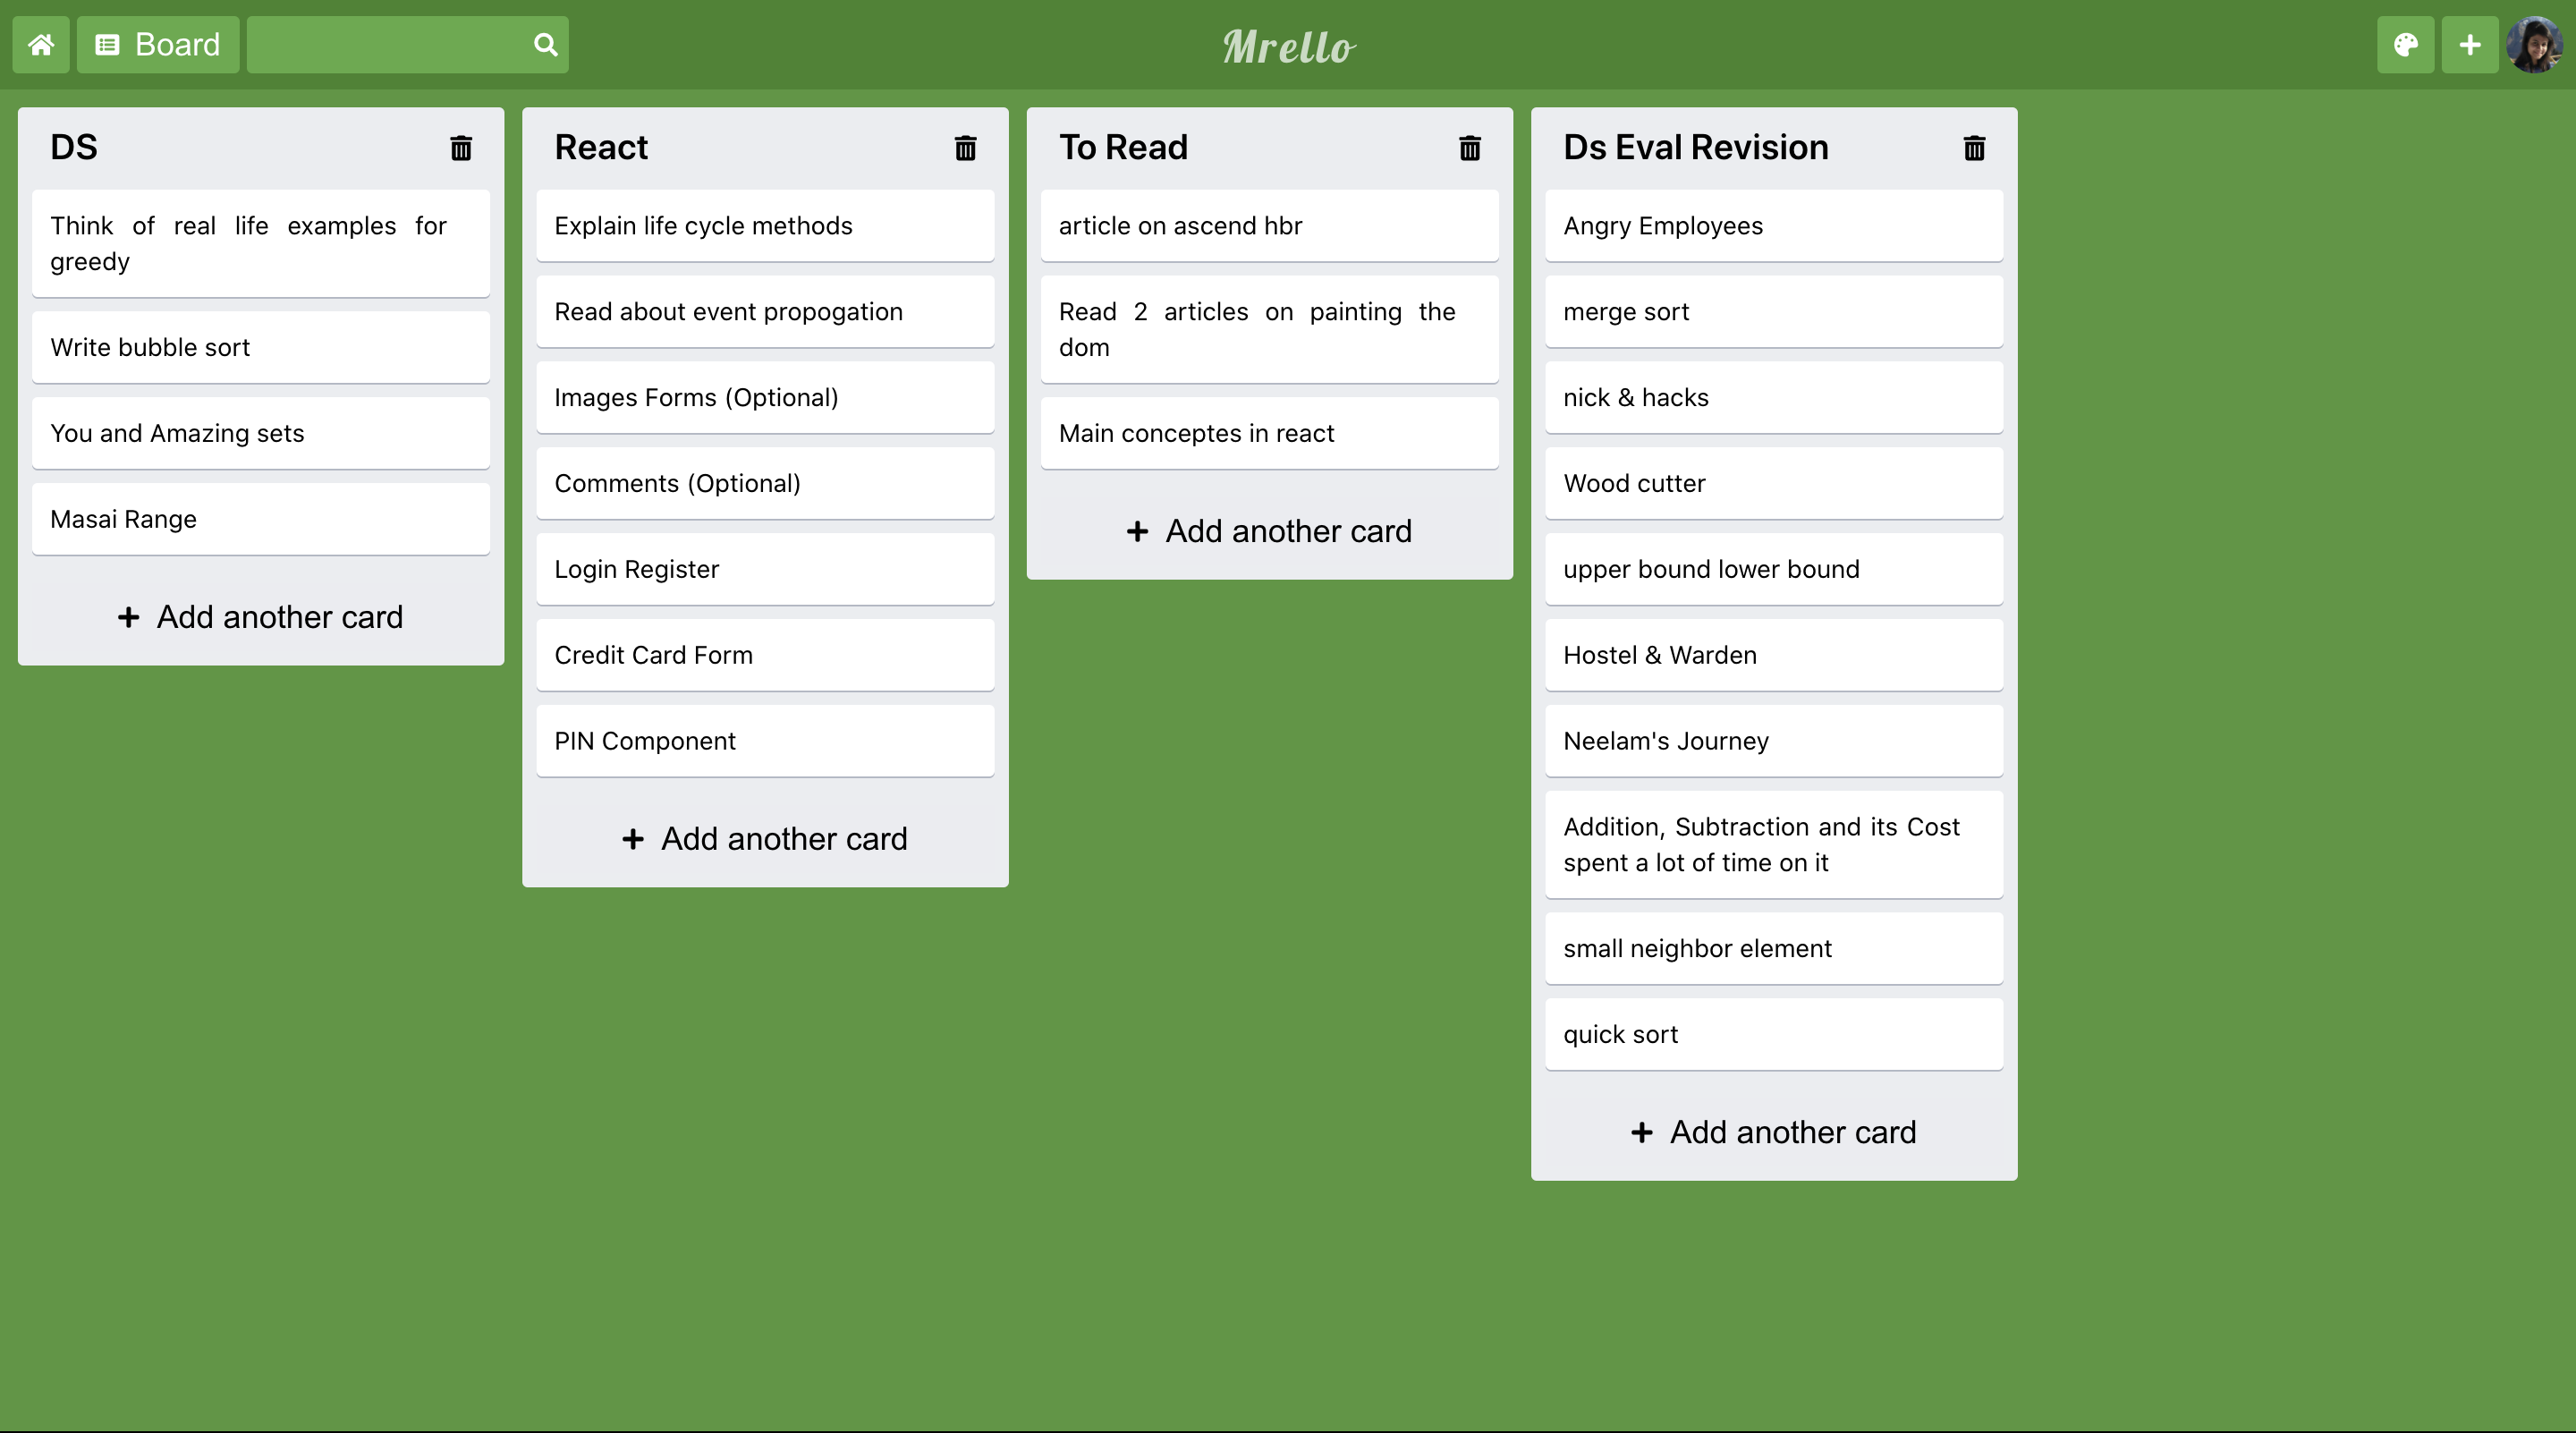 Board
Mrello
DS
Think of real life examples for
greedy
Write bubble sort
You and Amazing sets
Masai Range
Add another card
React
Explain life cycle methods
Read about event propogation
Images Forms (Optional)
Comments (Optional)
Login Register
Credit Card Form
PIN Component
Add another card
To Read
article on ascend hbr
Read 2 articles on painting the
dom
Main conceptes in react
Add another card
Ds Eval Revision
Angry Employees
merge sort
nick & hacks
Wood cutter
upper bound lower bound
Hostel & Warden
Neelam's Journey
Addition, Subtraction and its Cost
spent a lot of time on it
small neighbor element
quick sort
Add another card